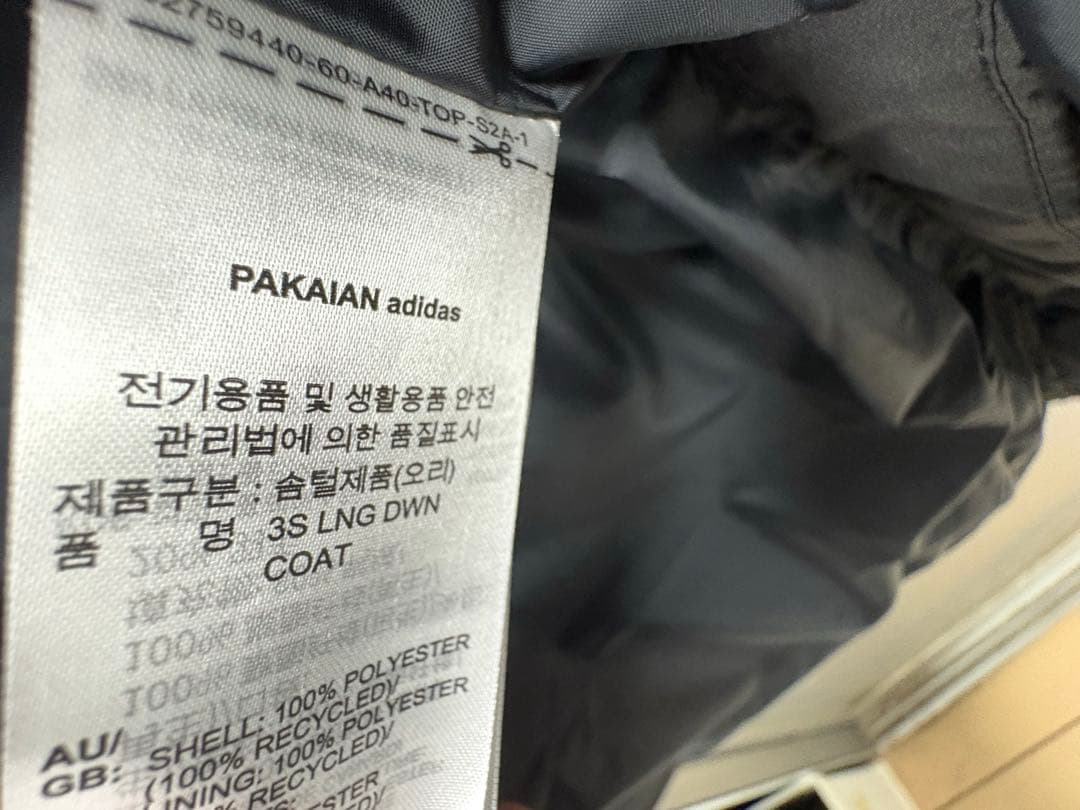 2759440-60-A40-TOP-S2A-1
PAKAIAN adidas
전기용품 및 생활용품 안전
관리법에 의한 품질표시
제품구분 : 솜털제품(오리)
품 명 3S LNG DWN
COAT
AU/
GB: SHELL: 100% POLYESTER
(100% RECYCLED)/
LINING: 100% POLYESTER
RECYCLED)/